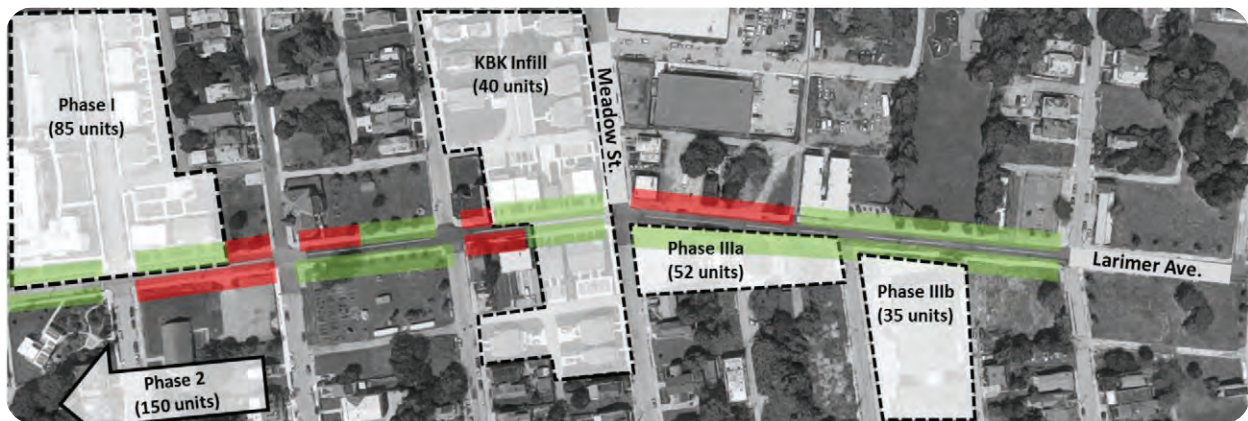 Phase I
(85 units)
KBK Infill
(40 units)
Meadow St.
Phase IIIa
(52 units)
Phase IIIb
(35 units)
Larimer Ave.
Phase 2
(150 units)